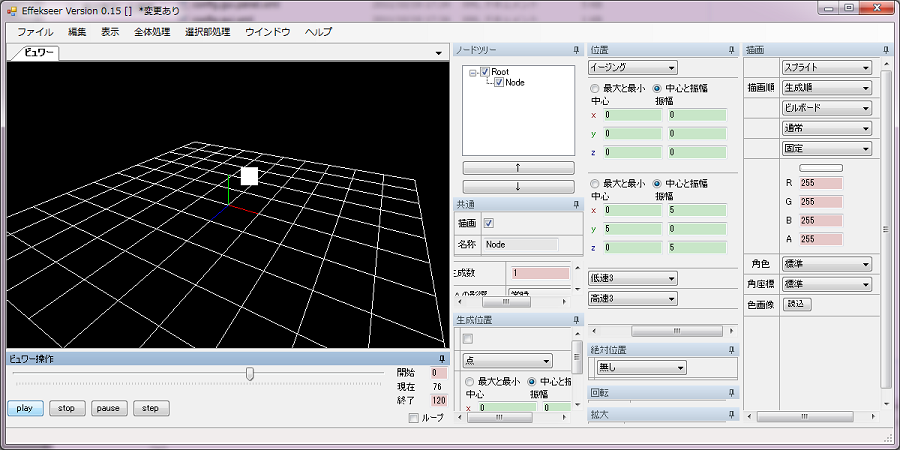 Effekseer Version 0.15 [] *変更あり
ファイル 編集 表示 全体処理 選択部処理 ウインドウ ヘルプ
ビュワー
ビュワー操作
開始 0
現在 76
終了 120
play stop pause step
ループ
ノードツリー
Root
Node
↑
↓
共通
描画
名称 Node
生成数 1
生成位置
点
最大と最小 中心と振
中心 振幅
x 0 0
位置
イージング
最大と最小 中心と振幅
中心 振幅
x 0 0
y 0 0
z 0 0
最大と最小 中心と振幅
中心 振幅
x 0 5
y 5 0
z 0 5
低速3
高速3
絶対位置
無し
回転
拡大
描画
スプライト
描画順 生成順
ビルボード
通常
固定
R 255
G 255
B 255
A 255
角色 標準
角座標 標準
色画像 読込